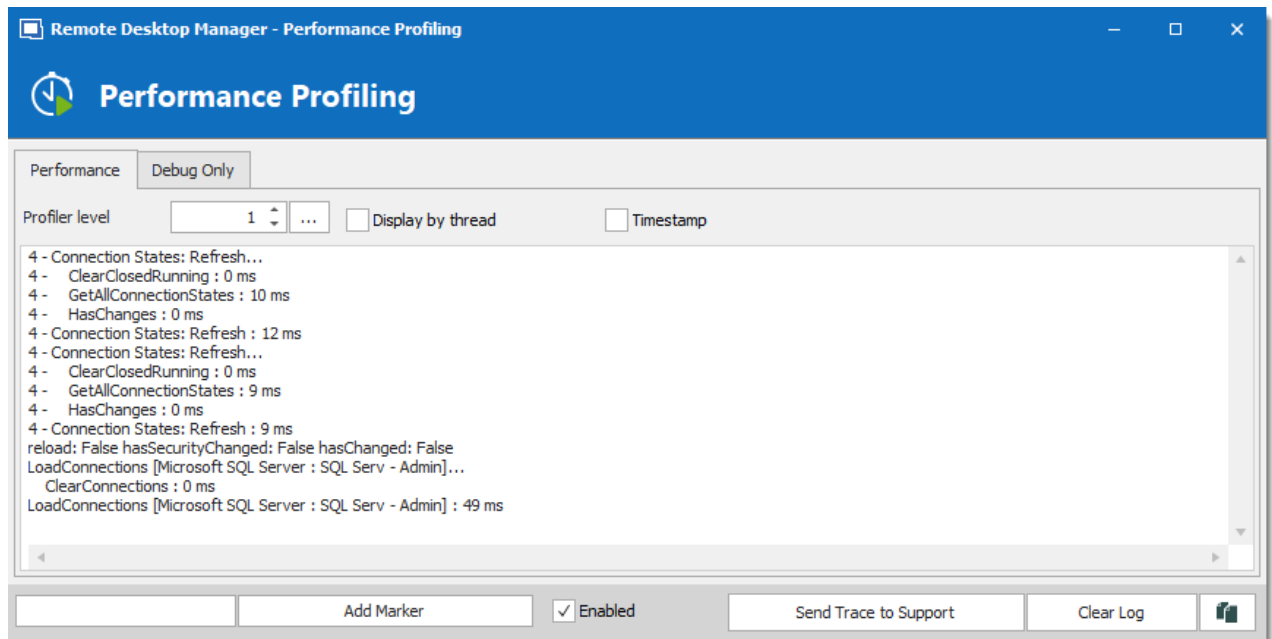 Remote Desktop Manager - Performance Profiling
Performance Profiling
Performance Debug Only
Profiler level 1 ... Display by thread Timestamp
4 - Connection States: Refresh...
4 - ClearClosedRunning : 0 ms
4 - GetAllConnectionStates : 10 ms
4 - HasChanges : 0 ms
4 - Connection States: Refresh : 12 ms
4 - Connection States: Refresh...
4 - ClearClosedRunning : 0 ms
4 - GetAllConnectionStates : 9 ms
4 - HasChanges : 0 ms
4 - Connection States: Refresh : 9 ms
reload: False hasSecurityChanged: False hasChanged: False
LoadConnections [Microsoft SQL Server : SQL Serv - Admin]...
ClearConnections : 0 ms
LoadConnections [Microsoft SQL Server : SQL Serv - Admin] : 49 ms
Add Marker Enabled Send Trace to Support Clear Log